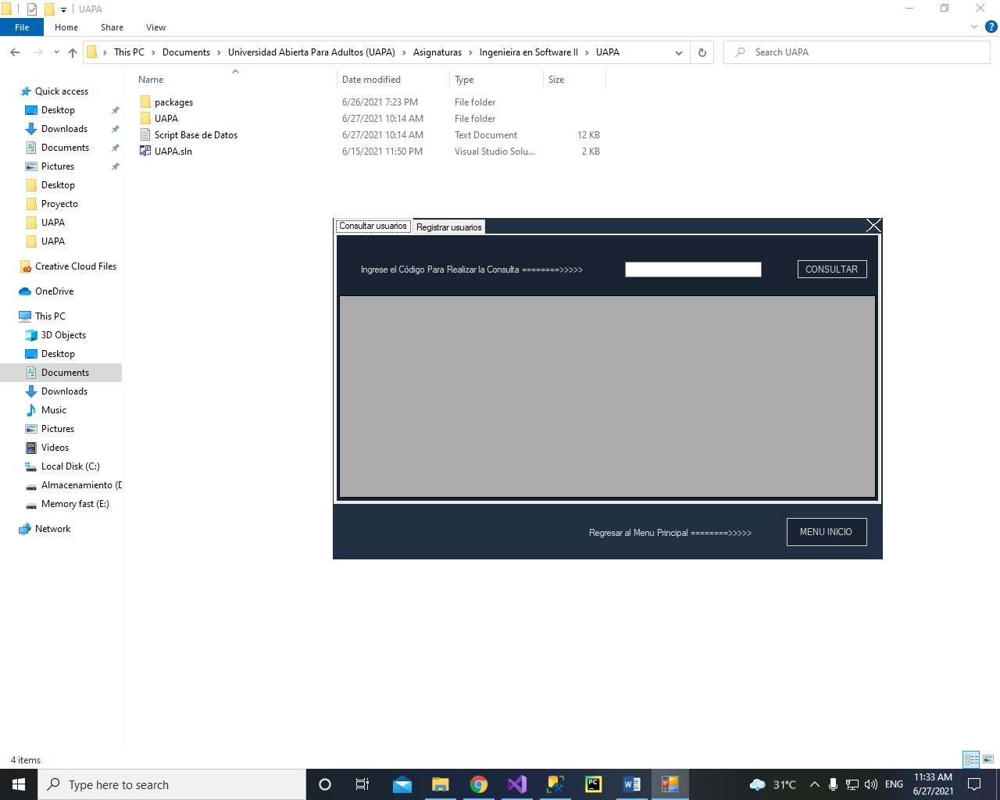 UAPA
File Home Share View
This PC Documents Universidad Abierta Para Adultos (UAPA) Asignaturas Ingenieira en Software II UAPA
Search UAPA
Name Date modified Type Size
packages 6/26/2021 7:23 PM File folder
UAPA 6/27/2021 10:14 AM File folder
Script Base de Datos 6/27/2021 10:14 AM Text Document 12 KB
UAPA.sln 6/15/2021 11:50 PM Visual Studio Solu... 2 KB
Quick access
Desktop
Downloads
Documents
Pictures
Desktop
Proyecto
UAPA
UAPA
Creative Cloud Files
OneDrive
This PC
3D Objects
Desktop
Documents
Downloads
Music
Pictures
Videos
Local Disk (C:)
Almacenamiento (D
Memory fast (E:)
Network
Consultar usuarios Registrar usuarios
Ingrese el Código Para Realizar la Consulta ========>>>>> CONSULTAR
Regresar al Menu Principal ========>>>>> MENU INICIO
4 items
Type here to search
PC
31°C
ENG
11:33 AM
6/27/2021